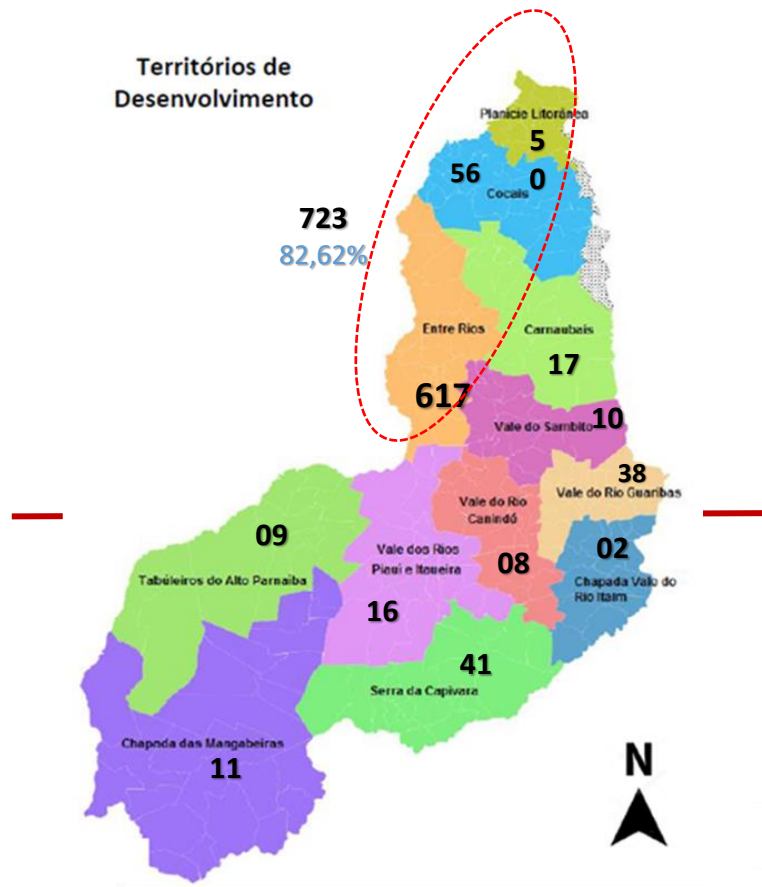 Territórios de
Desenvolvimento
Planície Litorânea
5
56
0
Cocais
723
82,62%
Entre Rios
Carnaubais
17
617
10
Vale do Sambito
38
Vale do Rio Guaribas
Vale do Rio
Canindó
09
02
Vale dos Rios
Piauí e Itaueira
08
Tabúleiros do Alto Parnaíba
Chapada Vale do
Rio Itaim
16
41
Serra da Capivara
Chapada das Mangabeiras
11
N